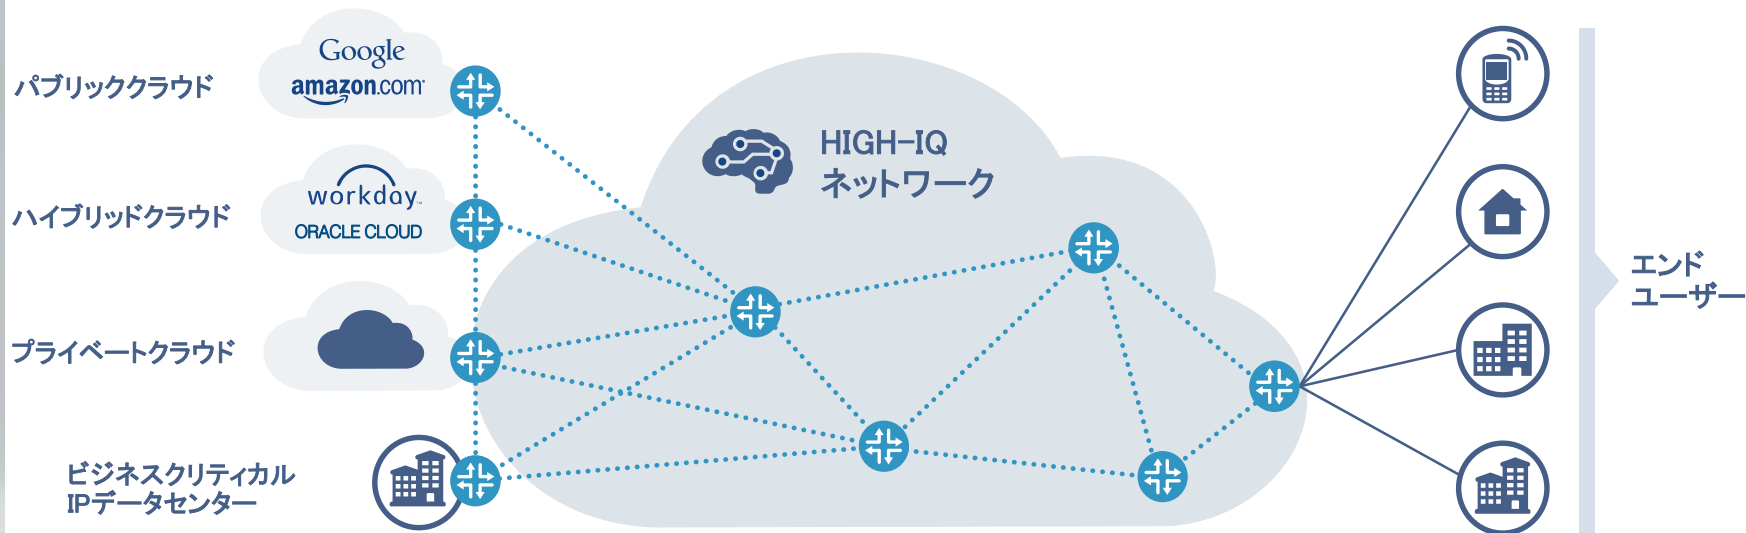 パブリッククラウド
Google
amazon.com
HIGH-IQ
ネットワーク
ハイブリッドクラウド
workday
ORACLE CLOUD
エンド
ユーザー
プライベートクラウド
ビジネスクリティカル
IPデータセンター